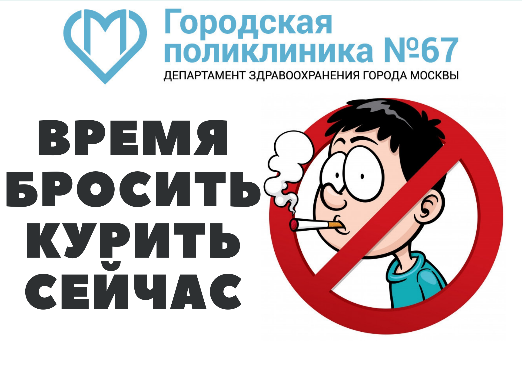 Городская
поликлиника №67
ДЕПАРТАМЕНТ ЗДРАВООХРАНЕНИЯ ГОРОДА МОСКВЫ
ВРЕМЯ
БРОСИТЬ
КУРИТЬ
СЕЙЧАС